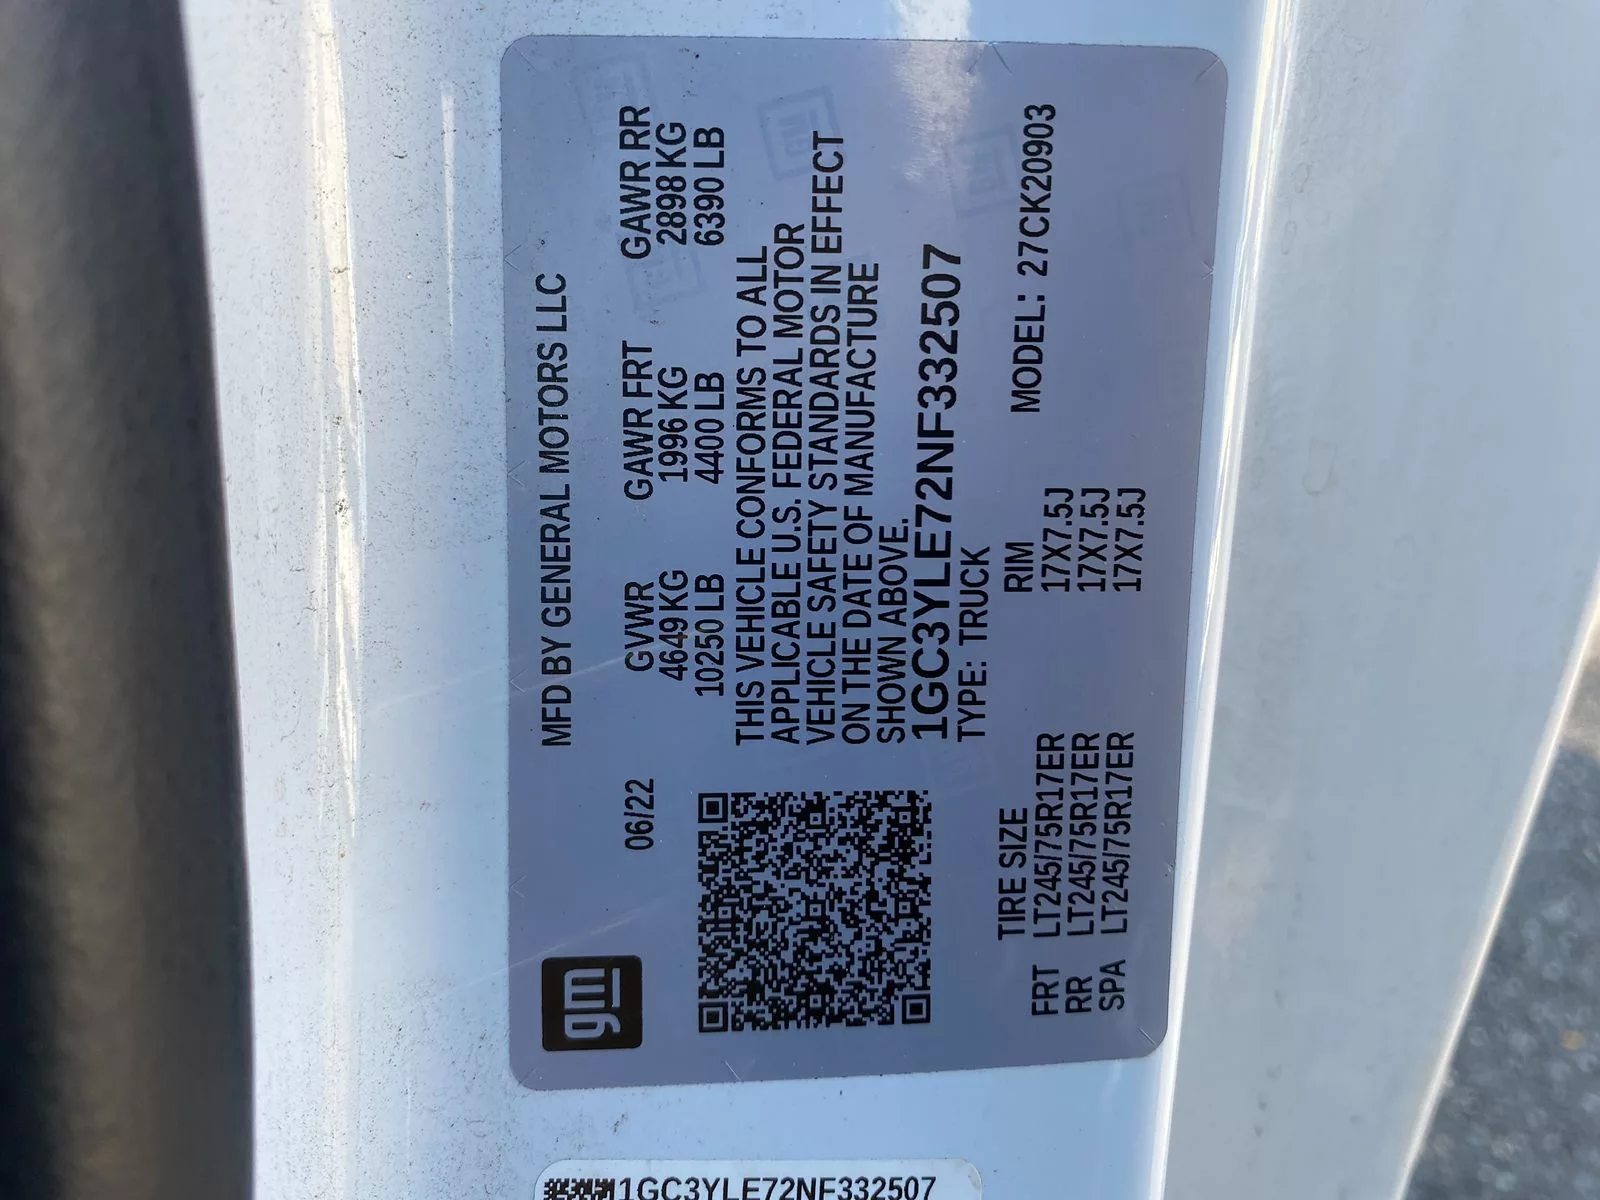 gm
MFD BY GENERAL MOTORS LLC
06/22
GVWR GAWR FRT GAWR RR
4649 KG 1996 KG 2898 KG
10250 LB 4400 LB 6390 LB
THIS VEHICLE CONFORMS TO ALL
APPLICABLE U.S. FEDERAL MOTOR
VEHICLE SAFETY STANDARDS IN EFFECT
ON THE DATE OF MANUFACTURE
SHOWN ABOVE.
1GC3YLE72NF332507
TYPE: TRUCK
MODEL: 27CK20903
TIRE SIZE RIM
FRT LT245/75R17ER 17X7.5J
RR LT245/75R17ER 17X7.5J
SPA LT245/75R17ER 17X7.5J
1GC3YLE72NF332507